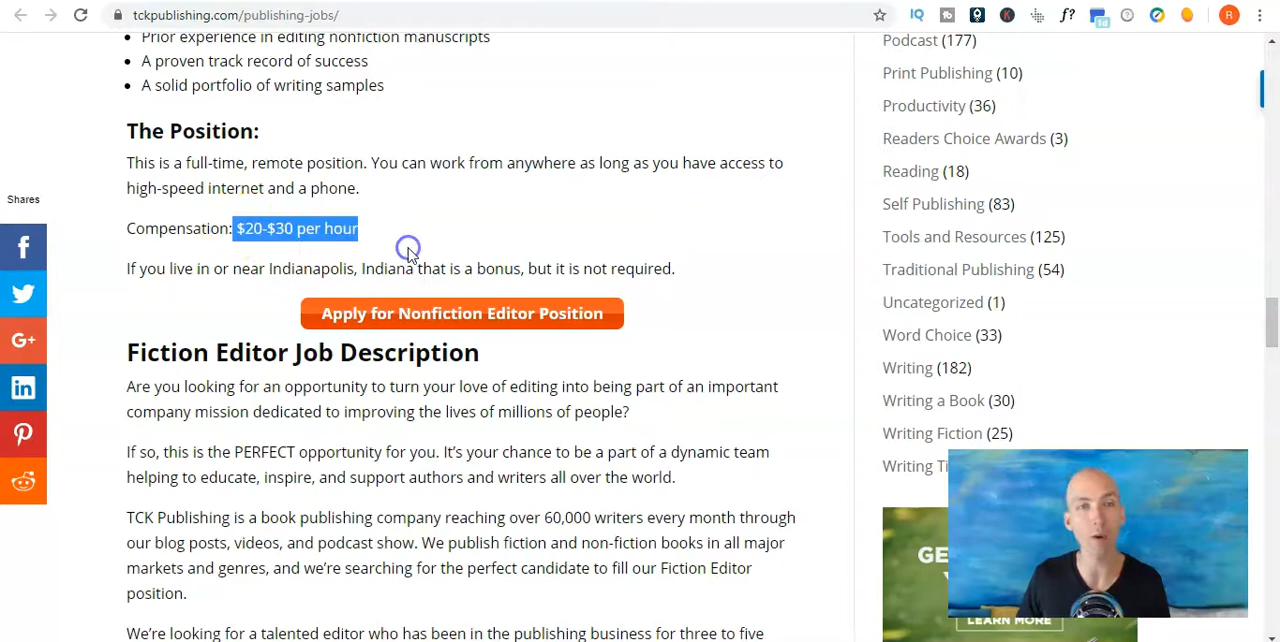 tckpublishing.com/publishing-jobs/
Prior experience in editing nonfiction manuscripts
A proven track record of success
A solid portfolio of writing samples
The Position:
This is a full-time, remote position. You can work from anywhere as long as you have access to
high-speed internet and a phone.
Compensation: $20-$30 per hour
If you live in or near Indianapolis, Indiana that is a bonus, but it is not required.
Apply for Nonfiction Editor Position
Fiction Editor Job Description
Are you looking for an opportunity to turn your love of editing into being part of an important
company mission dedicated to improving the lives of millions of people?
If so, this is the PERFECT opportunity for you. It's your chance to be a part of a dynamic team
helping to educate, inspire, and support authors and writers all over the world.
TCK Publishing is a book publishing company reaching over 60,000 writers every month through
our blog posts, videos, and podcast show. We publish fiction and non-fiction books in all major
markets and genres, and we're searching for the perfect candidate to fill our Fiction Editor
position.
We're looking for a talented editor who has been in the publishing business for three to five
Shares
G+
in
Podcast (177)
Print Publishing (10)
Productivity (36)
Readers Choice Awards (3)
Reading (18)
Self Publishing (83)
Tools and Resources (125)
Traditional Publishing (54)
Uncategorized (1)
Word Choice (33)
Writing (182)
Writing a Book (30)
Writing Fiction (25)
Writing Ti
GE
LEARN MORE
IQ
f?
R